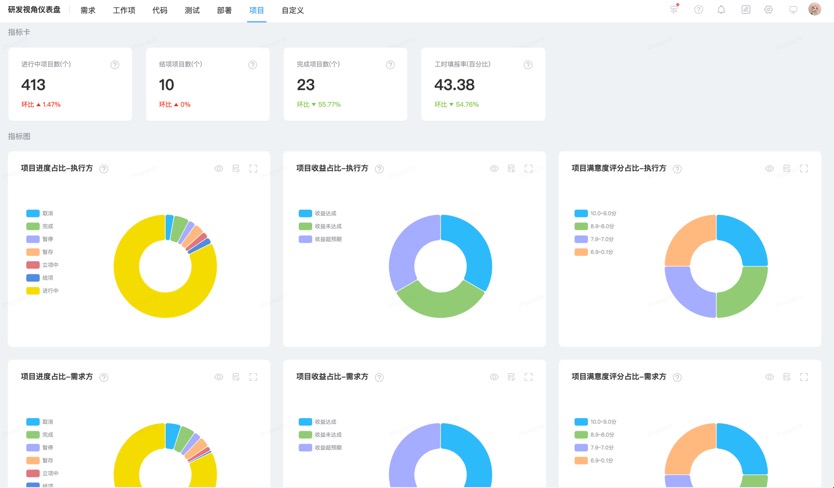 研发视角仪表盘 需求 工作项 代码 测试 部署 项目 自定义
指标卡
进行中项目数(个)
413
环比 ▲ 1.47%
结项项目数(个)
10
环比 ▲ 0%
完成项目数(个)
23
环比 ▼ 55.77%
工时填报率(百分比)
43.38
环比 ▼ 54.76%
指标图
项目进度占比-执行方
取消
完成
暂停
暂存
立项中
结项
进行中
项目收益占比-执行方
收益达成
收益未达成
收益超预期
项目满意度评分占比-执行方
10.0-9.0分
8.9-8.0分
7.9-7.0分
6.9-0.1分
项目进度占比-需求方
取消
完成
暂停
暂存
立项中
结项
项目收益占比-需求方
收益达成
收益未达成
收益超预期
项目满意度评分占比-需求方
10.0-9.0分
8.9-8.0分
7.9-7.0分
6.9-0.1分